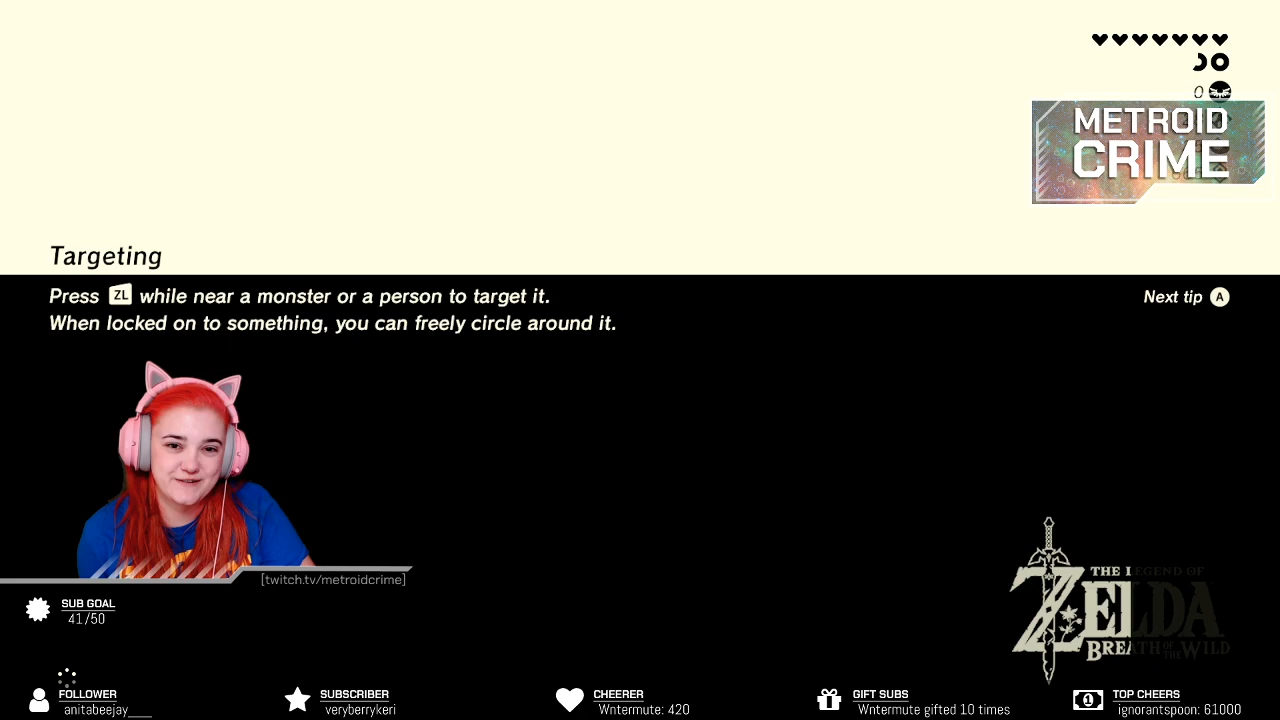 0
METROID
CRIME
Targeting
Press ZL while near a monster or a person to target it.
When locked on to something, you can freely circle around it.
Next tip A
[twitch.tv/metroidcrime]
SUB GOAL
41/50
THE LEGEND OF
ZELDA
BREATH OF THE WILD
FOLLOWER
anitabeejay___
SUBSCRIBER
veryberrykeri
CHEERER
Wntermute: 420
GIFT SUBS
Wntermute gifted 10 times
TOP CHEERS
ignorantspoon: 61000